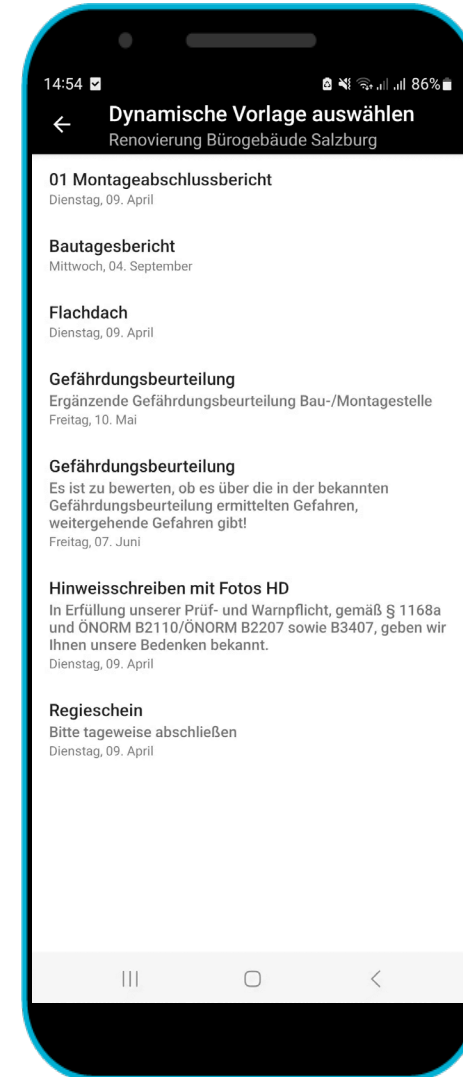 14:54 86%
Dynamische Vorlage auswählen
Renovierung Bürogebäude Salzburg
01 Montageabschlussbericht
Dienstag, 09. April
Bautagesbericht
Mittwoch, 04. September
Flachdach
Dienstag, 09. April
Gefährdungsbeurteilung
Ergänzende Gefährdungsbeurteilung Bau-/Montagestelle
Freitag, 10. Mai
Gefährdungsbeurteilung
Es ist zu bewerten, ob es über die in der bekannten
Gefährdungsbeurteilung ermittelten Gefahren,
weitergehende Gefahren gibt!
Freitag, 07. Juni
Hinweisschreiben mit Fotos HD
In Erfüllung unserer Prüf- und Warnpflicht, gemäß § 1168a
und ÖNORM B2110/ÖNORM B2207 sowie B3407, geben wir
Ihnen unsere Bedenken bekannt.
Dienstag, 09. April
Regieschein
Bitte tageweise abschließen
Dienstag, 09. April